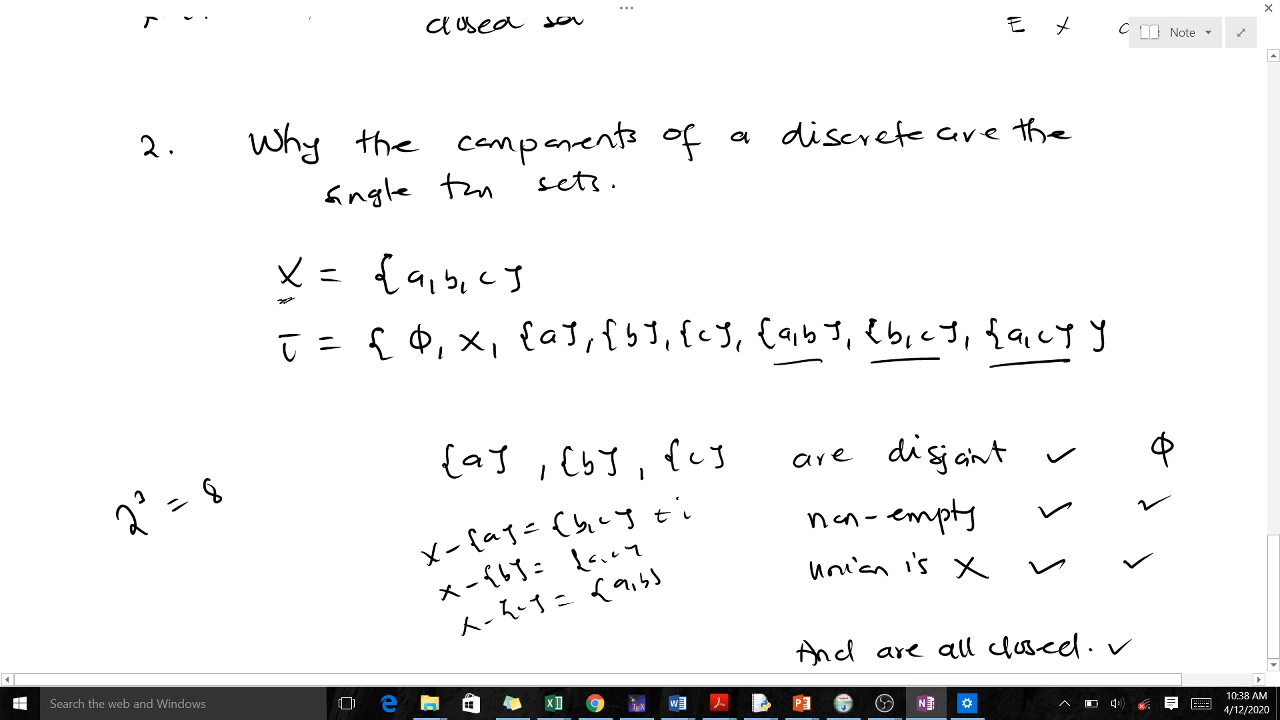 closed
E X
Note
2. Why the components of a discrete are the
single ton sets.
X = {a, b, c}
τ = { Φ, X, {a}, {b}, {c}, {a,b}, {b,c}, {a,c} }
{a} , {b} , {c} are disjoint ✓ Φ
2³ = 8
X - {a} = {b,c}
non-empty ✓ ✓
X - {b} = {a,c}
union is X ✓ ✓
X - {c} = {a,b}
And are all closed. ✓
Search the web and Windows
10:38 AM
4/12/2020